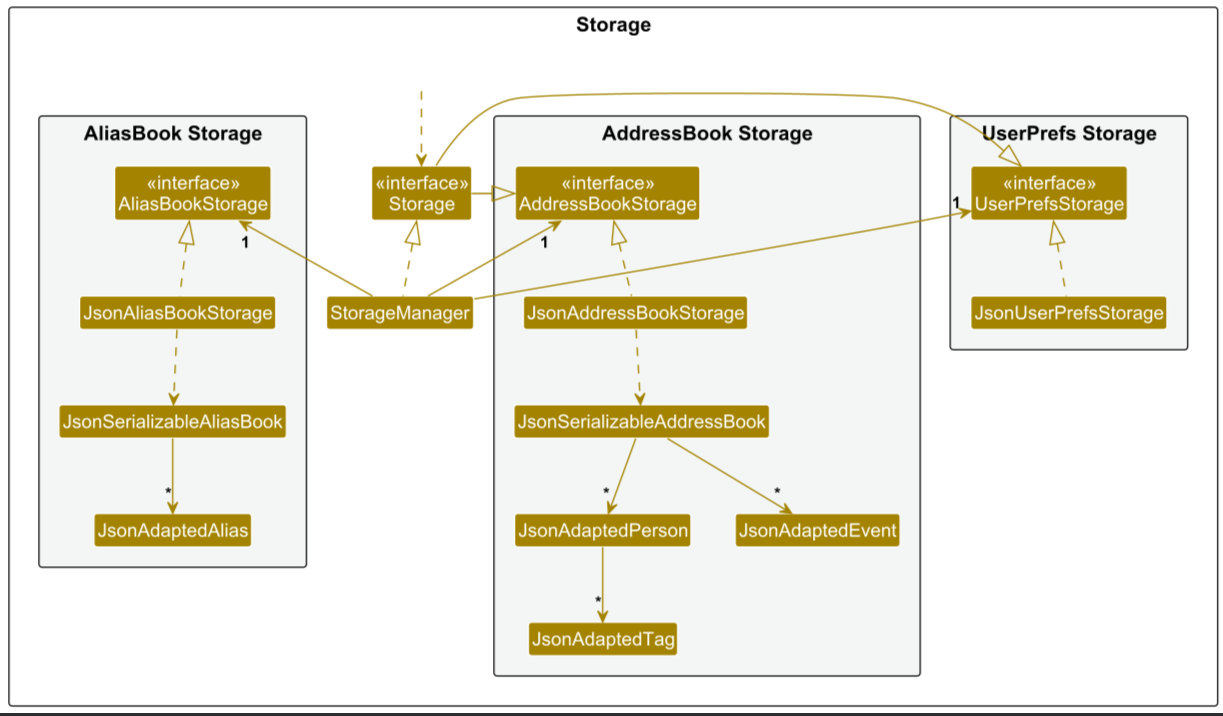 Storage
AliasBook Storage
AddressBook Storage
UserPrefs Storage
«interface»
AliasBookStorage
«interface»
Storage
«interface»
AddressBookStorage
«interface»
UserPrefsStorage
1
1
1
JsonAliasBookStorage
StorageManager
JsonAddressBookStorage
JsonUserPrefsStorage
JsonSerializableAliasBook
JsonSerializableAddressBook
*
*
*
JsonAdaptedAlias
JsonAdaptedPerson
JsonAdaptedEvent
*
JsonAdaptedTag